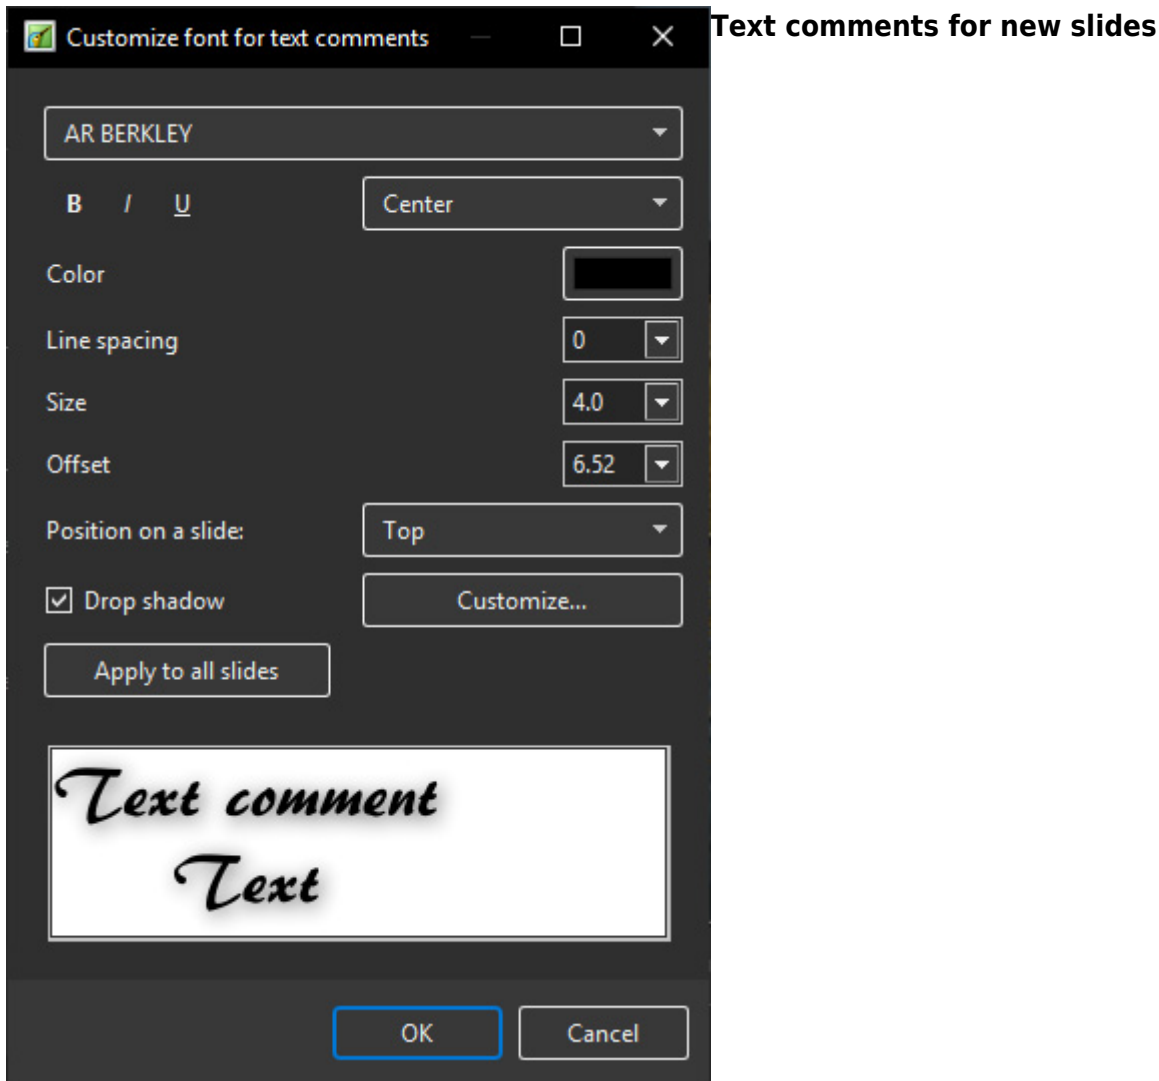 Customize font for text comments
Text comments for new slides
AR BERKLEY
B I U Center
Color
Line spacing 0
Size 4.0
Offset 6.52
Position on a slide: Top
Drop shadow Customize...
Apply to all slides
Text comment
Text
OK Cancel